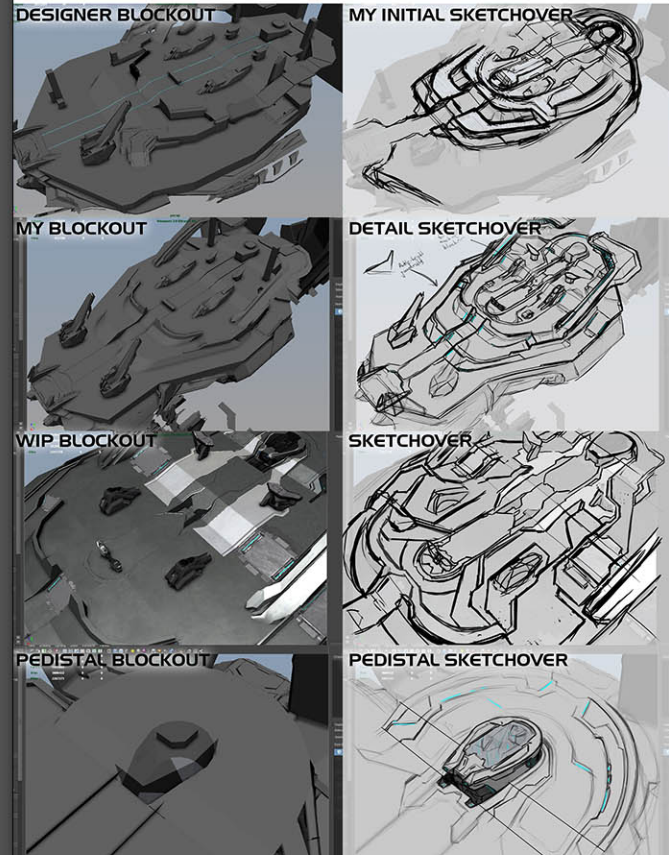 DESIGNER BLOCKOUT
MY INITIAL SKETCHOVER
MY BLOCKOUT
DETAIL SKETCHOVER
WIP BLOCKOUT
SKETCHOVER
PEDISTAL BLOCKOUT
PEDISTAL SKETCHOVER